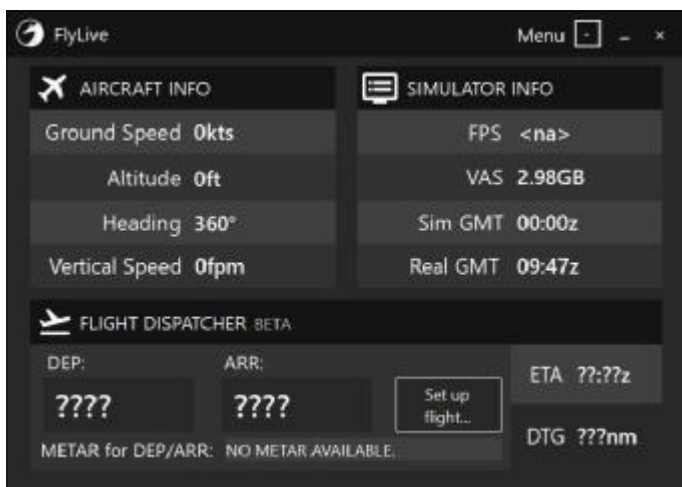 FlyLive
Menu
AIRCRAFT INFO
Ground Speed 0kts
Altitude 0ft
Heading 360°
Vertical Speed 0fpm
SIMULATOR INFO
FPS <na>
VAS 2.98GB
Sim GMT 00:00z
Real GMT 09:47z
FLIGHT DISPATCHER BETA
DEP:
????
ARR:
????
Set up
flight...
METAR for DEP/ARR: NO METAR AVAILABLE.
ETA ??:??z
DTG ???nm